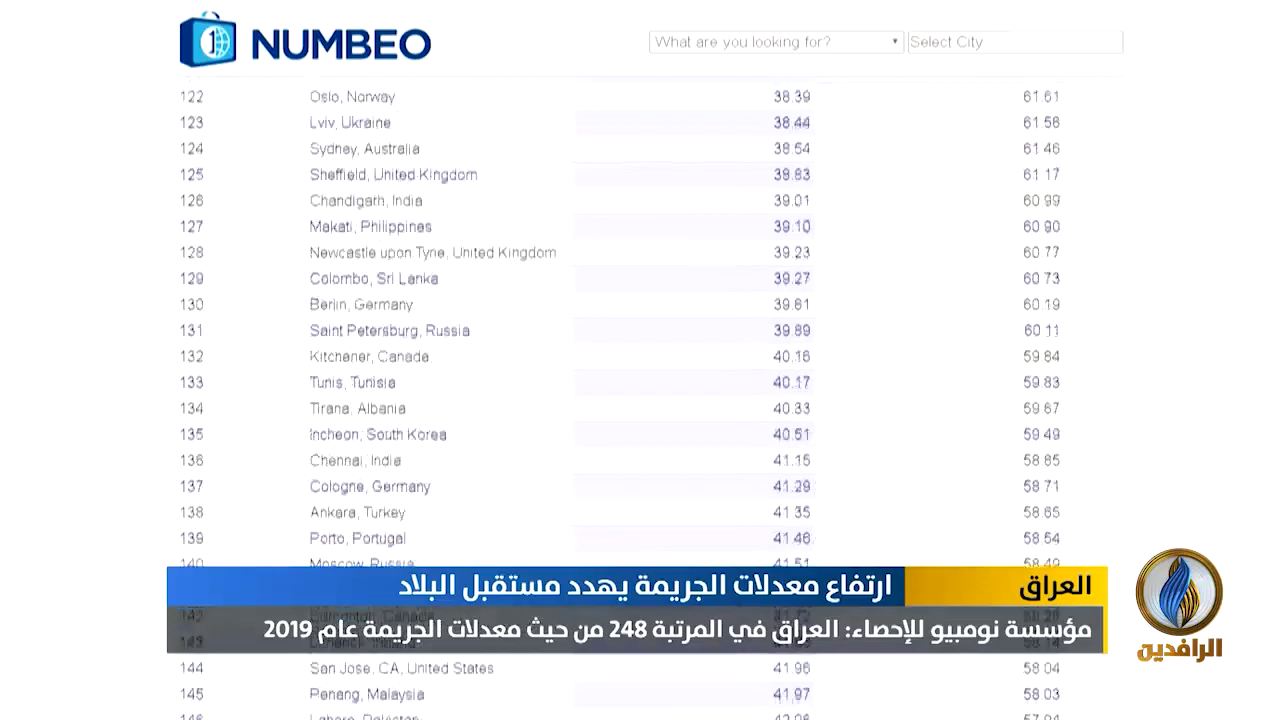 NUMBEO
What are you looking for?
Select City
122 Oslo, Norway 38.39 61.61
123 Lviv, Ukraine 38.44 61.56
124 Sydney, Australia 38.54 61.46
125 Sheffield, United Kingdom 38.83 61.17
126 Chandigarh, India 39.01 60.99
127 Makati, Philippines 39.10 60.90
128 Newcastle upon Tyne, United Kingdom 39.23 60.77
129 Colombo, Sri Lanka 39.27 60.73
130 Berlin, Germany 39.81 60.19
131 Saint Petersburg, Russia 39.89 60.11
132 Kitchener, Canada 40.16 59.84
133 Tunis, Tunisia 40.17 59.83
134 Tirana, Albania 40.33 59.67
135 Incheon, South Korea 40.51 59.49
136 Chennai, India 41.15 58.85
137 Cologne, Germany 41.29 58.71
138 Ankara, Turkey 41.35 58.65
139 Porto, Portugal 41.46 58.54
140 Moscow, Russia 41.51 58.49
العراق
ارتفاع معدلات الجريمة يهدد مستقبل البلاد
مؤسسة نومبيو للإحصاء: العراق في المرتبة 248 من حيث معدلات الجريمة عام 2019
الرافدين
144 San Jose, CA, United States 41.96 58.04
145 Penang, Malaysia 41.97 58.03